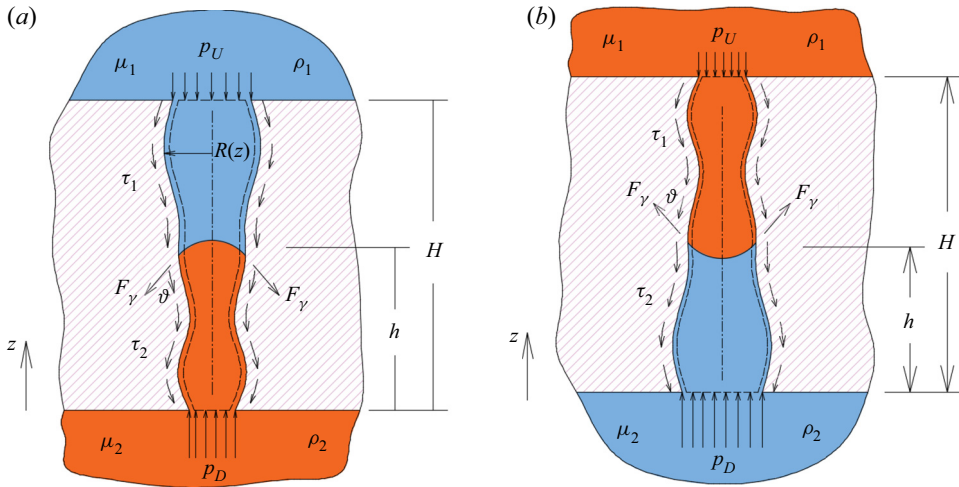 (a)
μ₁ p_U ρ₁
R(z)
τ₁
H
F_γ ϑ F_γ
h
τ₂
z
μ₂ ρ₂
p_D
(b)
μ₁ p_U ρ₁
τ₁
F_γ ϑ F_γ
H
τ₂
h
z
μ₂ ρ₂
p_D